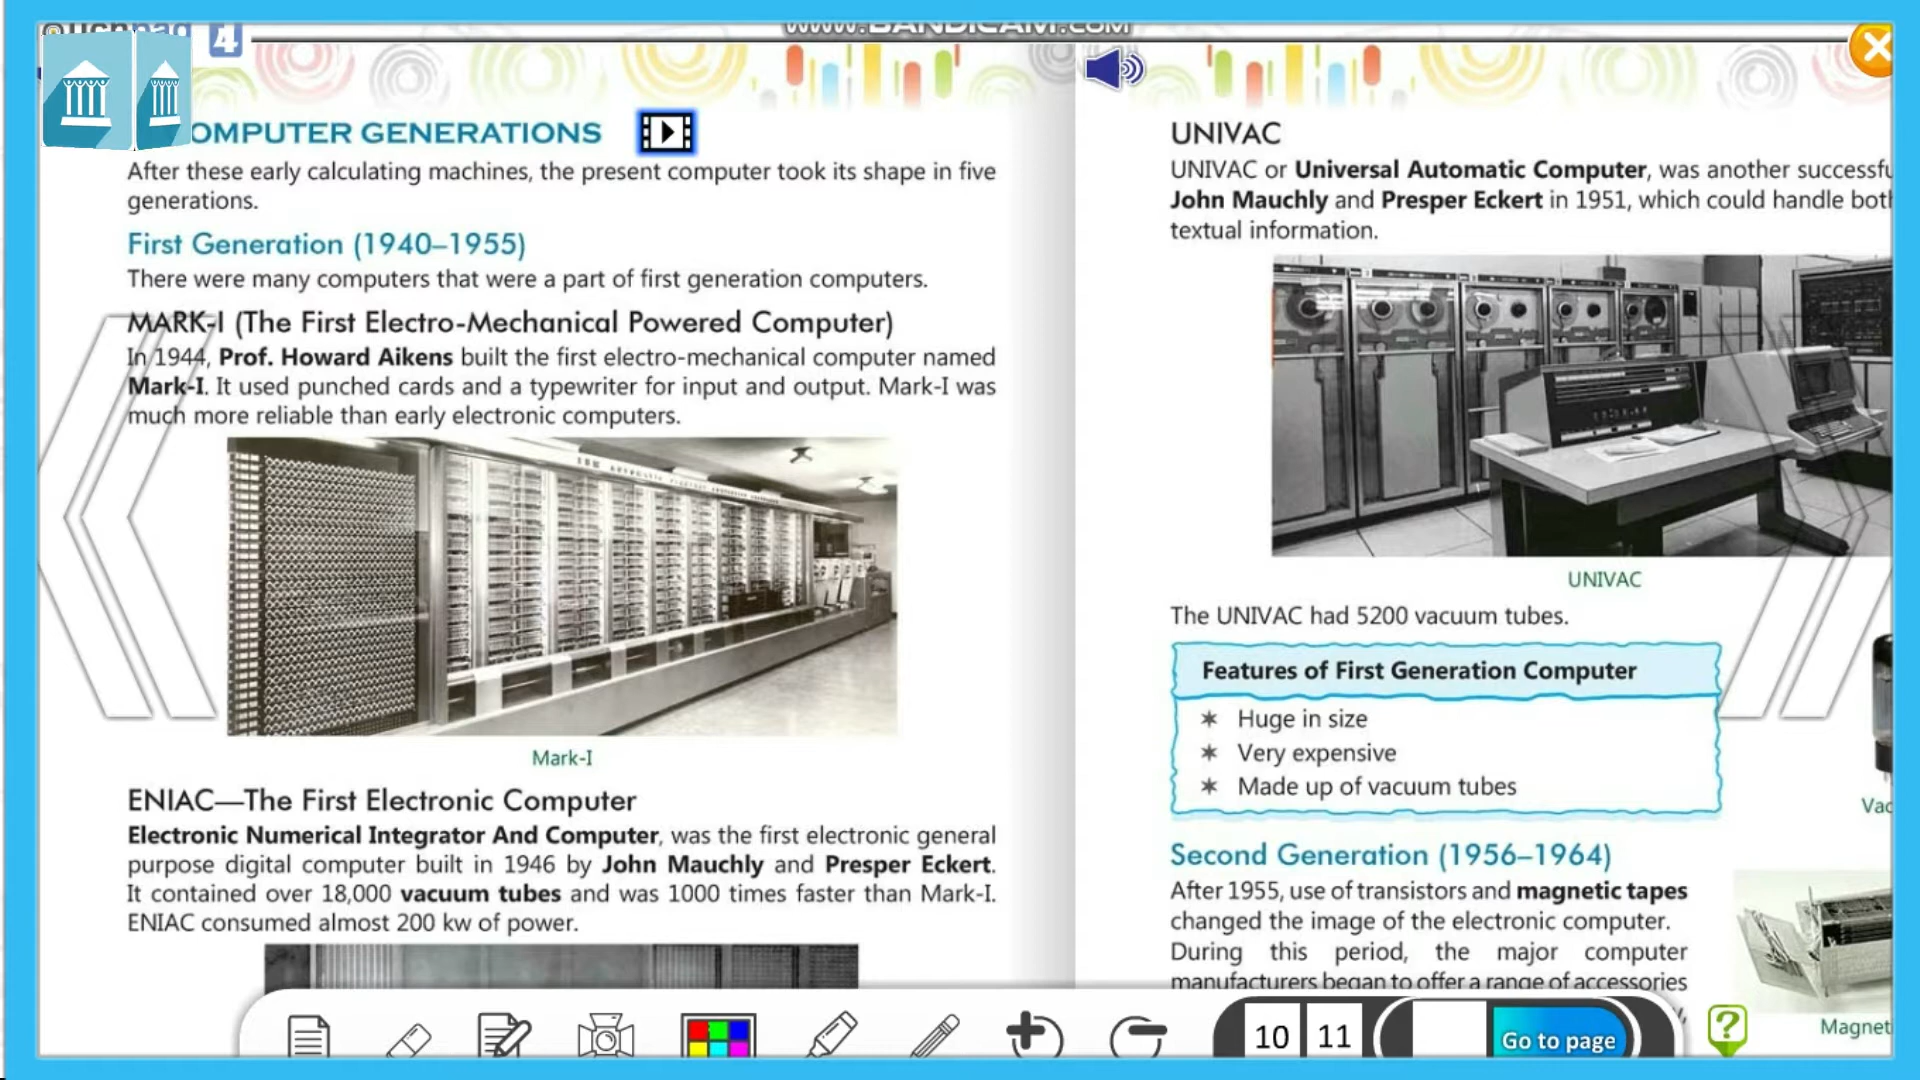 4
WWW.BANDICAM.COM
OMPUTER GENERATIONS
After these early calculating machines, the present computer took its shape in five
generations.
First Generation (1940–1955)
There were many computers that were a part of first generation computers.
MARK-I (The First Electro-Mechanical Powered Computer)
In 1944, Prof. Howard Aikens built the first electro-mechanical computer named
Mark-I. It used punched cards and a typewriter for input and output. Mark-I was
much more reliable than early electronic computers.
Mark-I
ENIAC—The First Electronic Computer
Electronic Numerical Integrator And Computer, was the first electronic general
purpose digital computer built in 1946 by John Mauchly and Presper Eckert.
It contained over 18,000 vacuum tubes and was 1000 times faster than Mark-I.
ENIAC consumed almost 200 kw of power.
UNIVAC
UNIVAC or Universal Automatic Computer, was another successfu
John Mauchly and Presper Eckert in 1951, which could handle both
textual information.
UNIVAC
The UNIVAC had 5200 vacuum tubes.
Features of First Generation Computer
✶ Huge in size
✶ Very expensive
✶ Made up of vacuum tubes
Vac
Second Generation (1956–1964)
After 1955, use of transistors and magnetic tapes
changed the image of the electronic computer.
During this period, the major computer
manufacturers began to offer a range of accessories
Magnet
10 11
Go to page
?